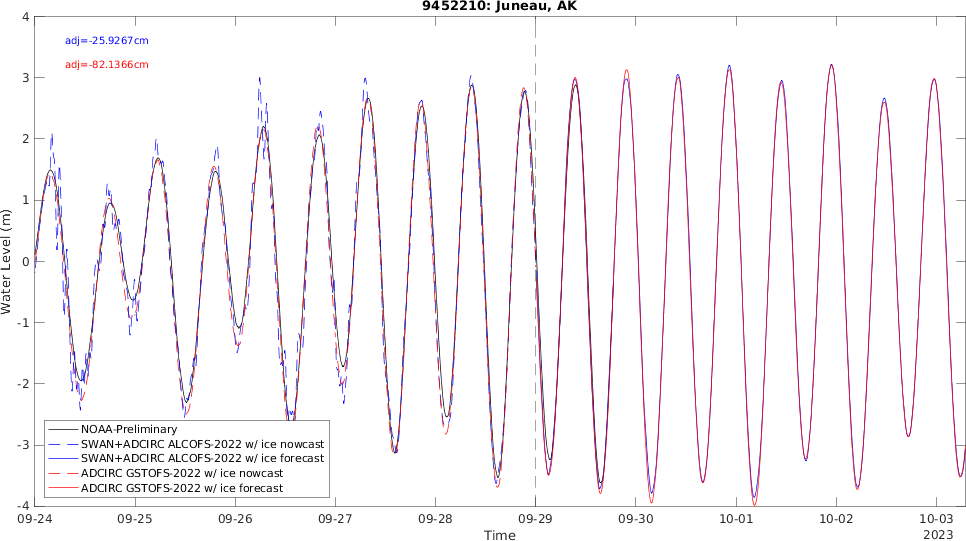 9452210: Juneau, AK
adj=-25.9267cm
adj=-82.1366cm
Water Level (m)
4
3
2
1
0
-1
-2
-3
-4
NOAA-Preliminary
SWAN+ADCIRC ALCOFS-2022 w/ ice nowcast
SWAN+ADCIRC ALCOFS-2022 w/ ice forecast
ADCIRC GSTOFS-2022 w/ ice nowcast
ADCIRC GSTOFS-2022 w/ ice forecast
09-24 09-25 09-26 09-27 09-28 09-29 09-30 10-01 10-02 10-03
2023
Time